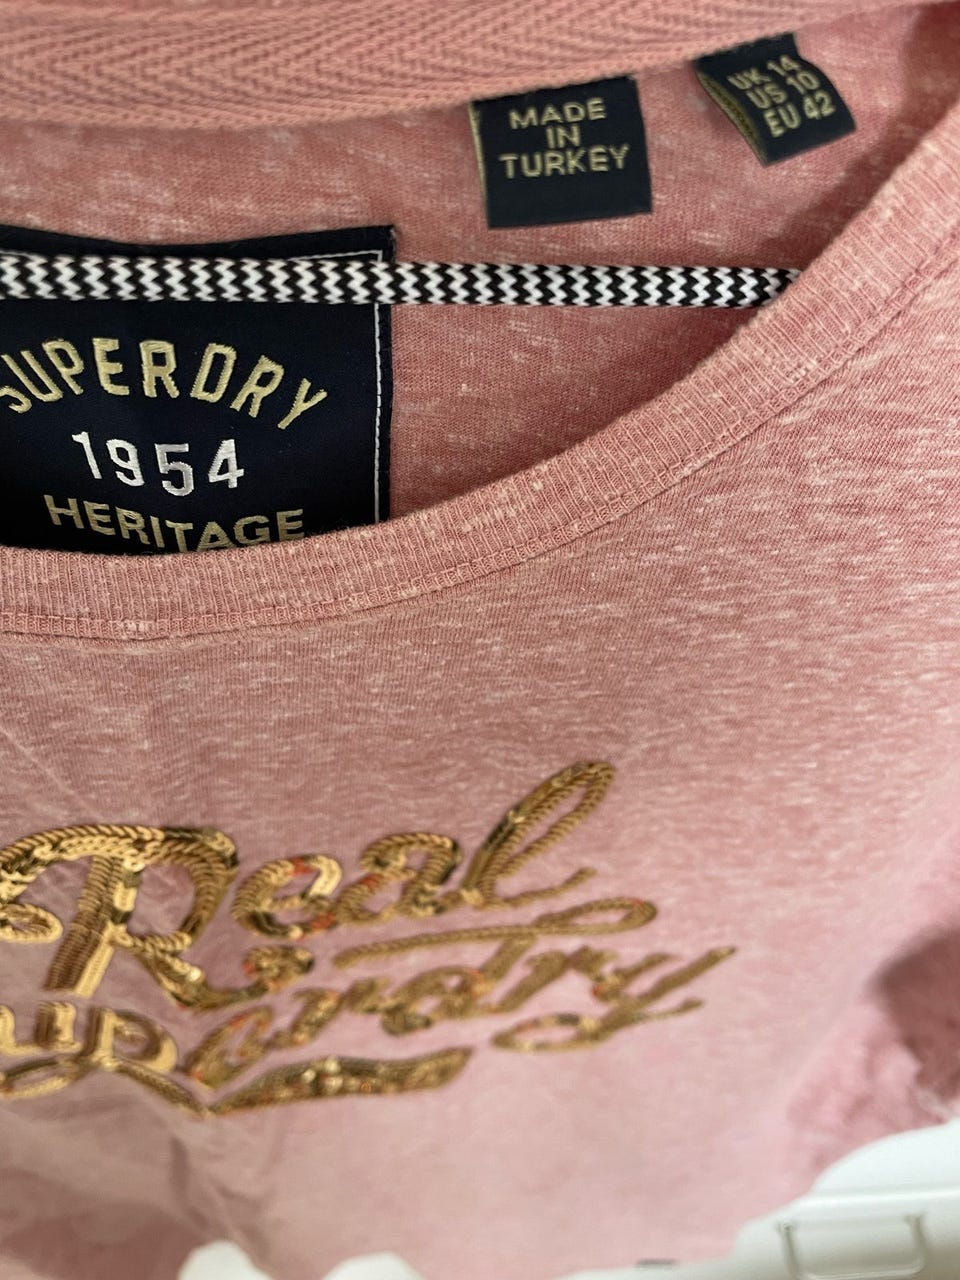 MADE
IN
TURKEY
UK 14
US 10
EU 42
SUPERDRY
1954
HERITAGE
Real
Superdry